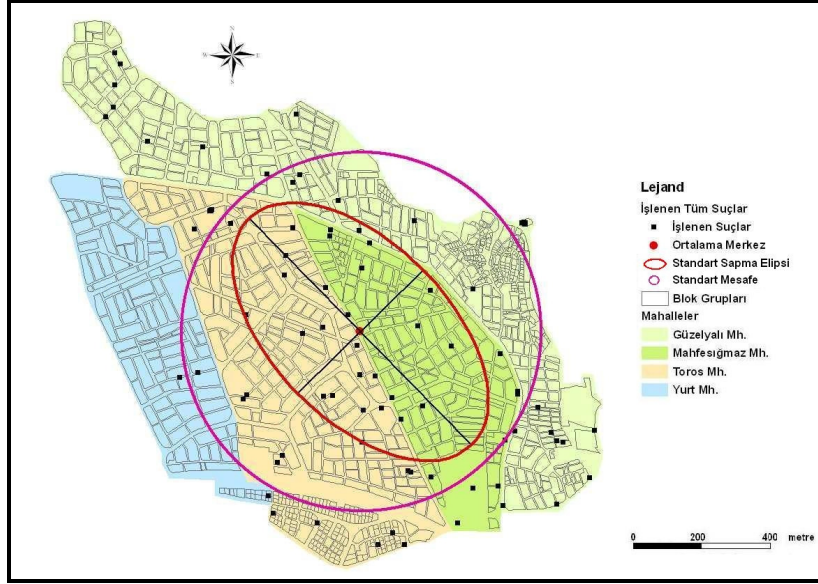 N
W E
S
Lejand
İşlenen Tüm Suçlar
İşlenen Suçlar
Ortalama Merkez
Standart Sapma Elipsi
Standart Mesafe
Blok Grupları
Mahalleler
Güzelyalı Mh.
Mahfesığmaz Mh.
Toros Mh.
Yurt Mh.
0 200 400 metre